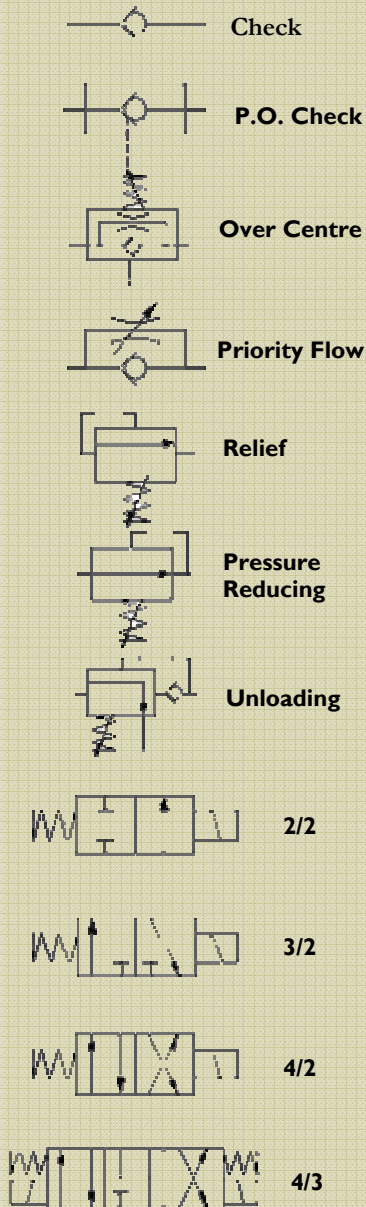 Check
P.O. Check
Over Centre
Priority Flow
Relief
Pressure
Reducing
Unloading
2/2
3/2
4/2
4/3